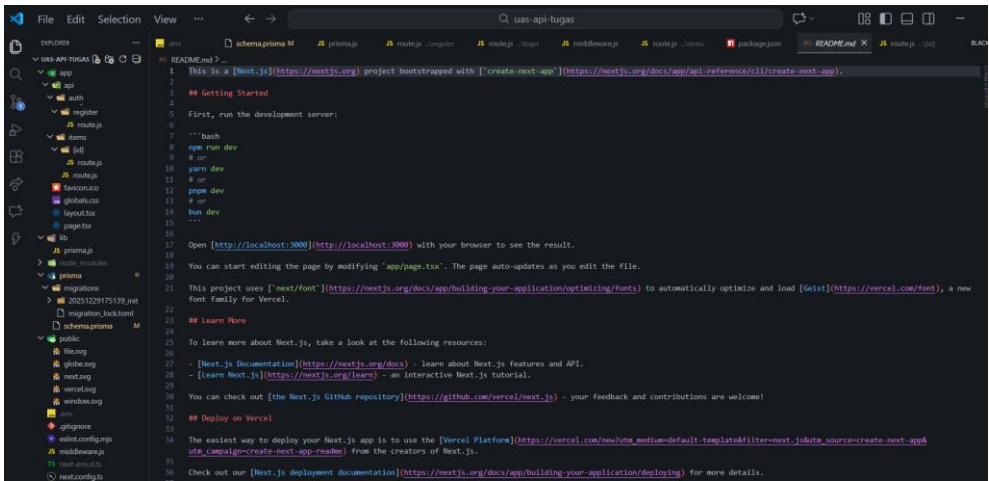 File Edit Selection View ... uas-api-tugas
EXPLORER
UAS-API-TUGAS
app
api
auth
register
JS route.js
items
[id]
JS route.js
JS route.js
favicon.ico
globals.css
layout.tsx
page.tsx
lib
JS prisma.js
node_modules
prisma
migrations
20251229175139_init
migration_lock.toml
schema.prisma M
public
file.svg
globe.svg
next.svg
vercel.svg
window.svg
.env
.gitignore
eslint.config.mjs
JS middleware.js
TS next-env.d.ts
next.config.ts
.env schema.prisma M JS prisma.js JS route.js ...\register JS route.js ...\login JS middleware.js JS route.js ...\items package.json README.md X JS route.js ...\[id]
README.md > ...
1 This is a [Next.js](https://nextjs.org) project bootstrapped with [`create-next-app`](https://nextjs.org/docs/app/api-reference/cli/create-next-app).
2
3 ## Getting Started
4
5 First, run the development server:
6
7 ```bash
8 npm run dev
9 # or
10 yarn dev
11 # or
12 pnpm dev
13 # or
14 bun dev
15 ```
16
17 Open [http://localhost:3000](http://localhost:3000) with your browser to see the result.
18
19 You can start editing the page by modifying `app/page.tsx`. The page auto-updates as you edit the file.
20
21 This project uses [`next/font`](https://nextjs.org/docs/app/building-your-application/optimizing/fonts) to automatically optimize and load [Geist](https://vercel.com/font), a new
font family for Vercel.
22
23 ## Learn More
24
25 To learn more about Next.js, take a look at the following resources:
26
27 - [Next.js Documentation](https://nextjs.org/docs) - learn about Next.js features and API.
28 - [Learn Next.js](https://nextjs.org/learn) - an interactive Next.js tutorial.
29
30 You can check out [the Next.js GitHub repository](https://github.com/vercel/next.js) - your feedback and contributions are welcome!
31
32 ## Deploy on Vercel
33
34 The easiest way to deploy your Next.js app is to use the [Vercel Platform](https://vercel.com/new?utm_medium=default-template&filter=next.js&utm_source=create-next-app&
utm_campaign=create-next-app-readme) from the creators of Next.js.
35
36 Check out our [Next.js deployment documentation](https://nextjs.org/docs/app/building-your-application/deploying) for more details.